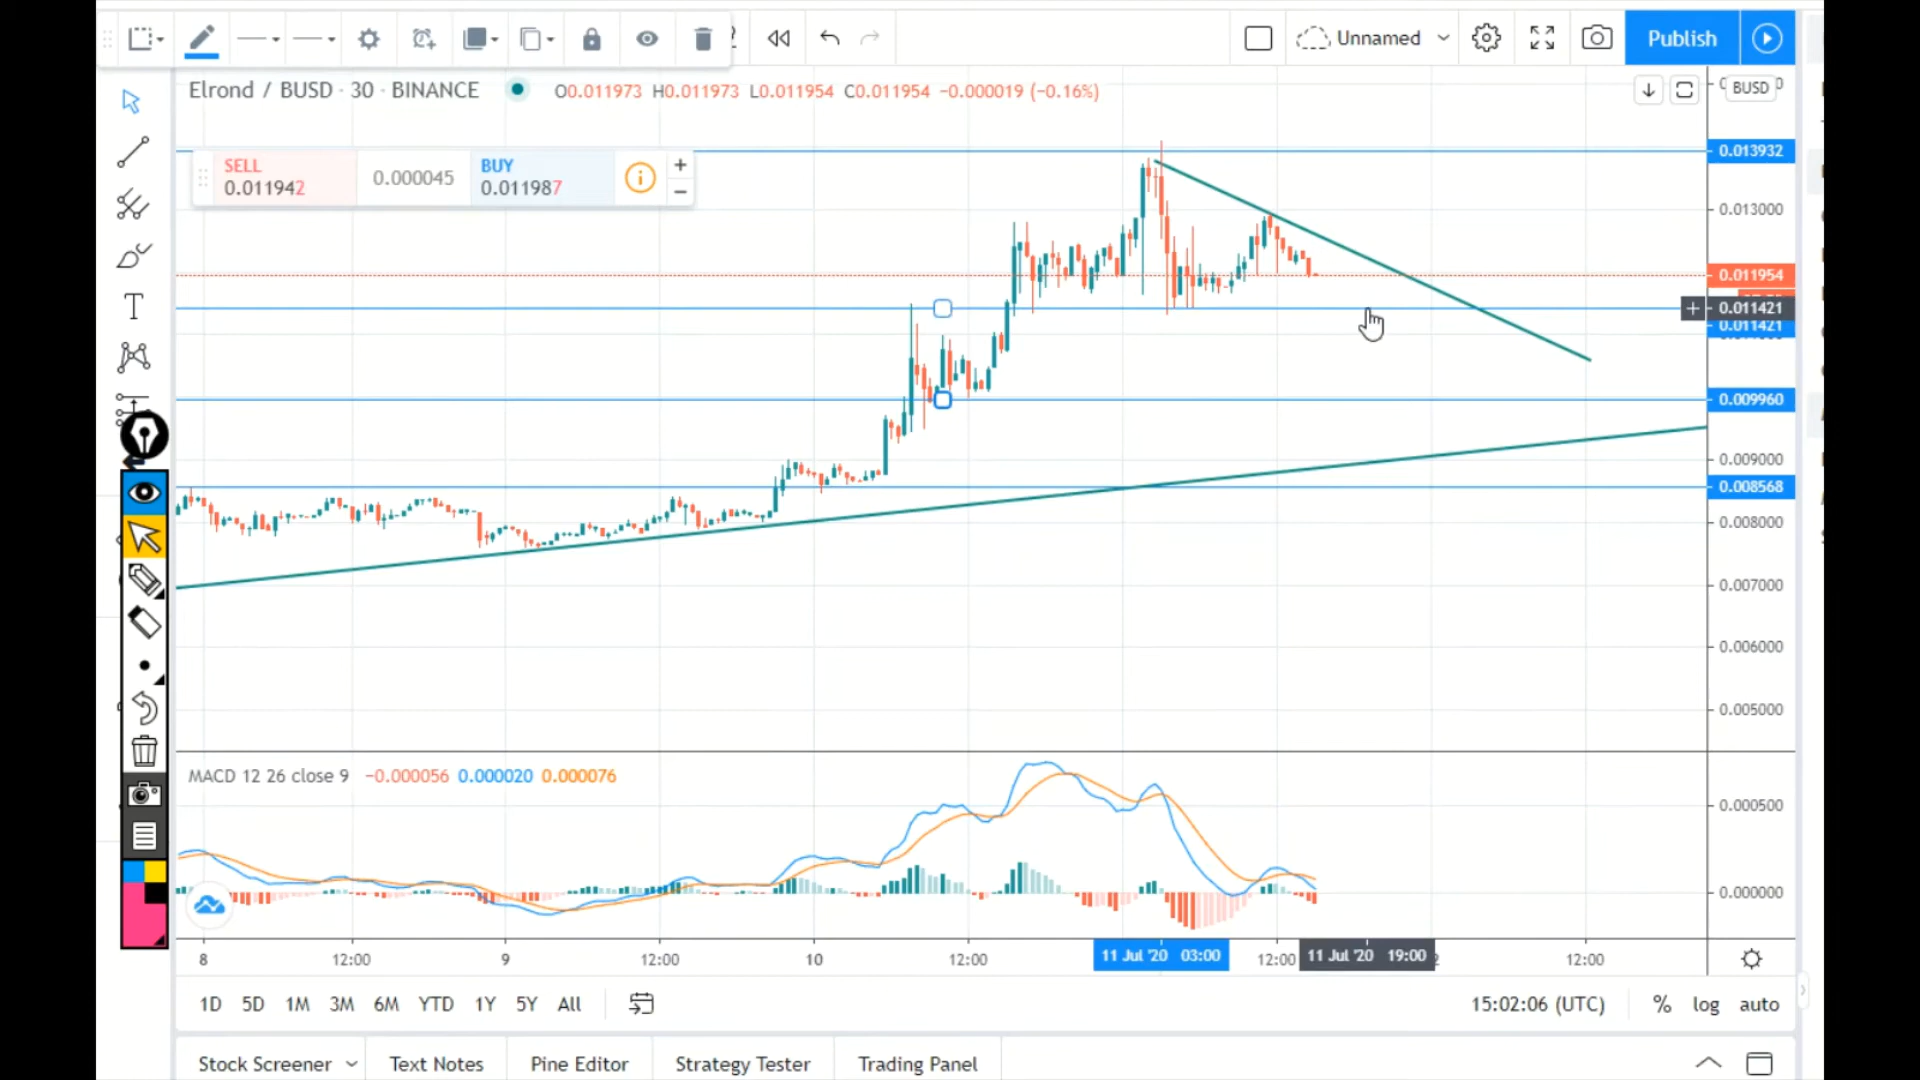 Unnamed
Publish
Elrond / BUSD · 30 · BINANCE
O0.011973 H0.011973 L0.011954 C0.011954 −0.000019 (−0.16%)
BUSD
SELL
0.011942
0.000045
BUY
0.011987
0.013932
0.013000
0.011954
0.011421
0.011421
0.009960
0.009000
0.008568
0.008000
0.007000
0.006000
0.005000
MACD 12 26 close 9 −0.000056 0.000020 0.000076
0.000500
0.000000
8 12:00 9 12:00 10 12:00 11 Jul '20 03:00 12:00 11 Jul '20 19:00 12:00
1D 5D 1M 3M 6M YTD 1Y 5Y All
15:02:06 (UTC) % log auto
Stock Screener Text Notes Pine Editor Strategy Tester Trading Panel